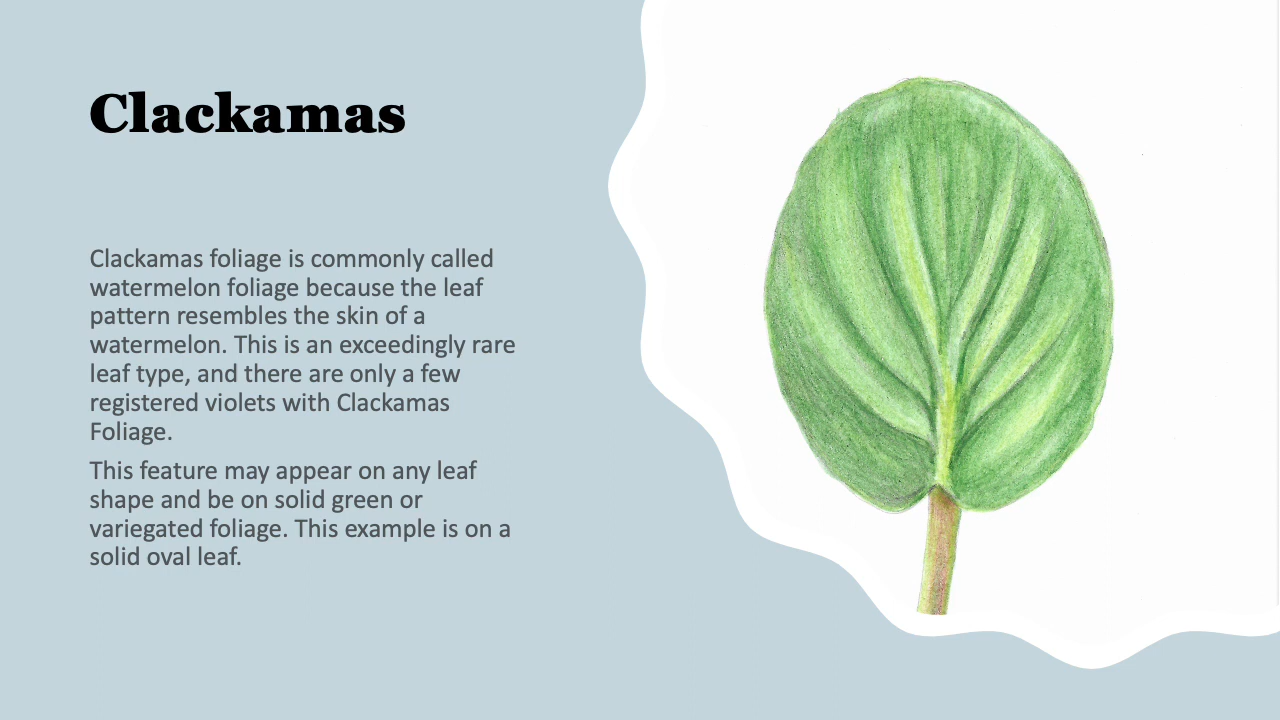 Clackamas
Clackamas foliage is commonly called
watermelon foliage because the leaf
pattern resembles the skin of a
watermelon. This is an exceedingly rare
leaf type, and there are only a few
registered violets with Clackamas
Foliage.
This feature may appear on any leaf
shape and be on solid green or
variegated foliage. This example is on a
solid oval leaf.